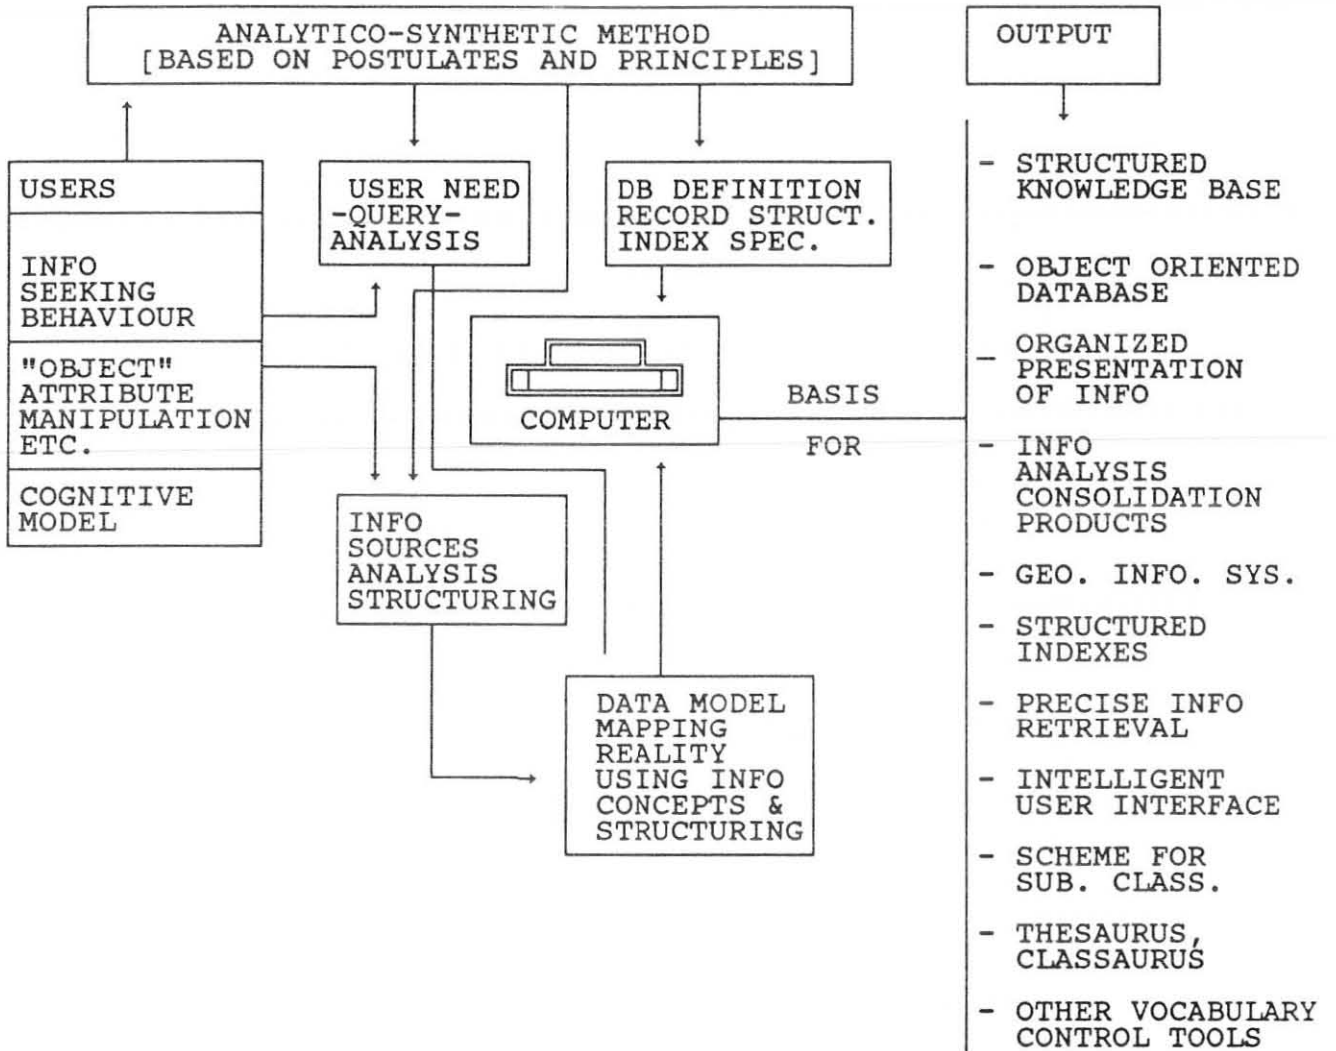 ANALYTICO-SYNTHETIC METHOD
[BASED ON POSTULATES AND PRINCIPLES]
OUTPUT
USERS
INFO
SEEKING
BEHAVIOUR
"OBJECT"
ATTRIBUTE
MANIPULATION
ETC.
COGNITIVE
MODEL
USER NEED
-QUERY-
ANALYSIS
DB DEFINITION
RECORD STRUCT.
INDEX SPEC.
COMPUTER
BASIS
FOR
INFO
SOURCES
ANALYSIS
STRUCTURING
DATA MODEL
MAPPING
REALITY
USING INFO
CONCEPTS &
STRUCTURING
- STRUCTURED
KNOWLEDGE BASE
- OBJECT ORIENTED
DATABASE
- ORGANIZED
PRESENTATION
OF INFO
- INFO
ANALYSIS
CONSOLIDATION
PRODUCTS
- GEO. INFO. SYS.
- STRUCTURED
INDEXES
- PRECISE INFO
RETRIEVAL
- INTELLIGENT
USER INTERFACE
- SCHEME FOR
SUB. CLASS.
- THESAURUS,
CLASSAURUS
- OTHER VOCABULARY
CONTROL TOOLS